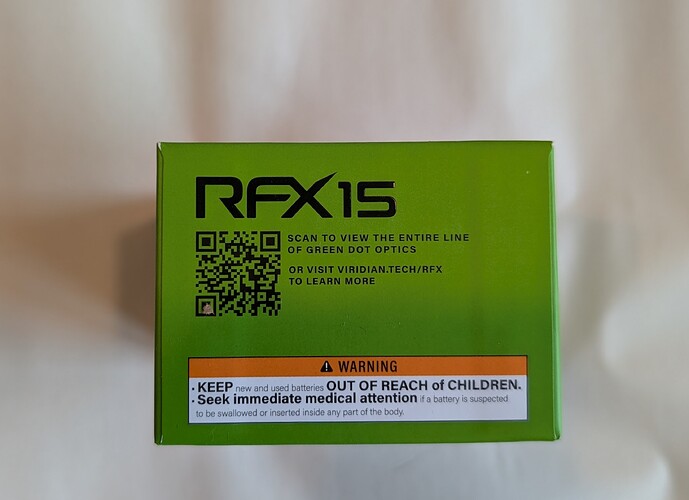 RFX15
SCAN TO VIEW THE ENTIRE LINE
OF GREEN DOT OPTICS
OR VISIT VIRIDIAN.TECH/RFX
TO LEARN MORE
⚠ WARNING
· KEEP new and used batteries OUT OF REACH of CHILDREN.
· Seek immediate medical attention if a battery is suspected
to be swallowed or inserted inside any part of the body.